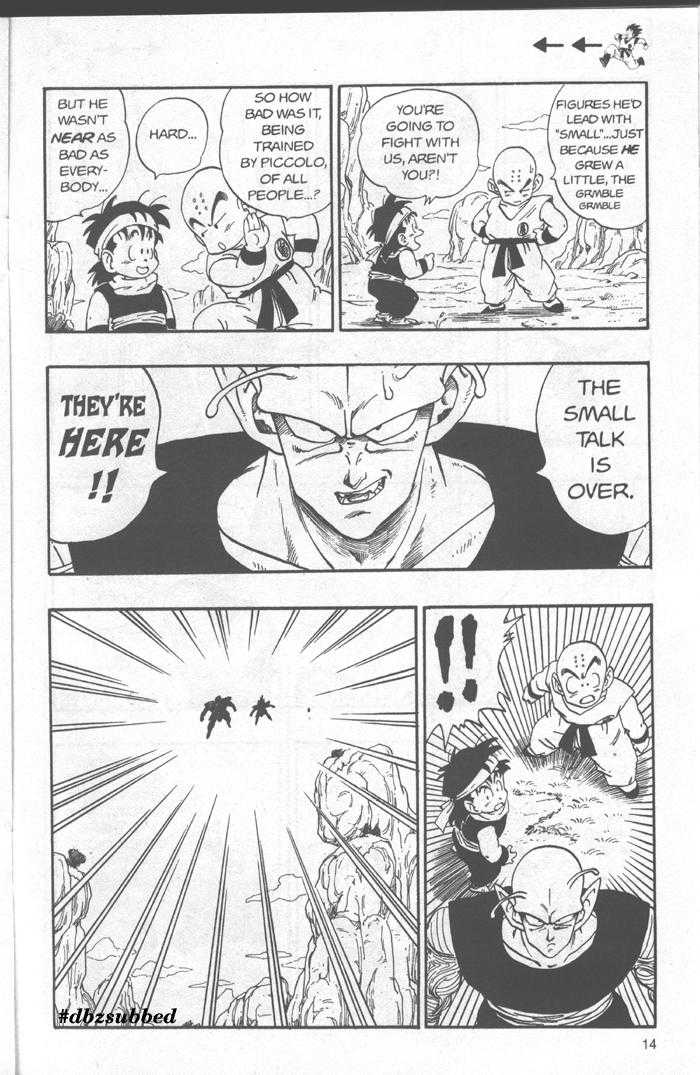 FIGURES HE'D
LEAD WITH
"SMALL"...JUST
BECAUSE HE
GREW A
LITTLE, THE
GRMBLE
GRMBLE
YOU'RE
GOING TO
FIGHT WITH
US, AREN'T
YOU?!
SO HOW
BAD WAS IT,
BEING
TRAINED
BY PICCOLO,
OF ALL
PEOPLE...?
HARD...
BUT HE
WASN'T
NEAR AS
BAD AS
EVERY-
BODY...
THE
SMALL
TALK
IS
OVER.
THEY'RE
HERE
!!
!!
#dbzsubbed
14